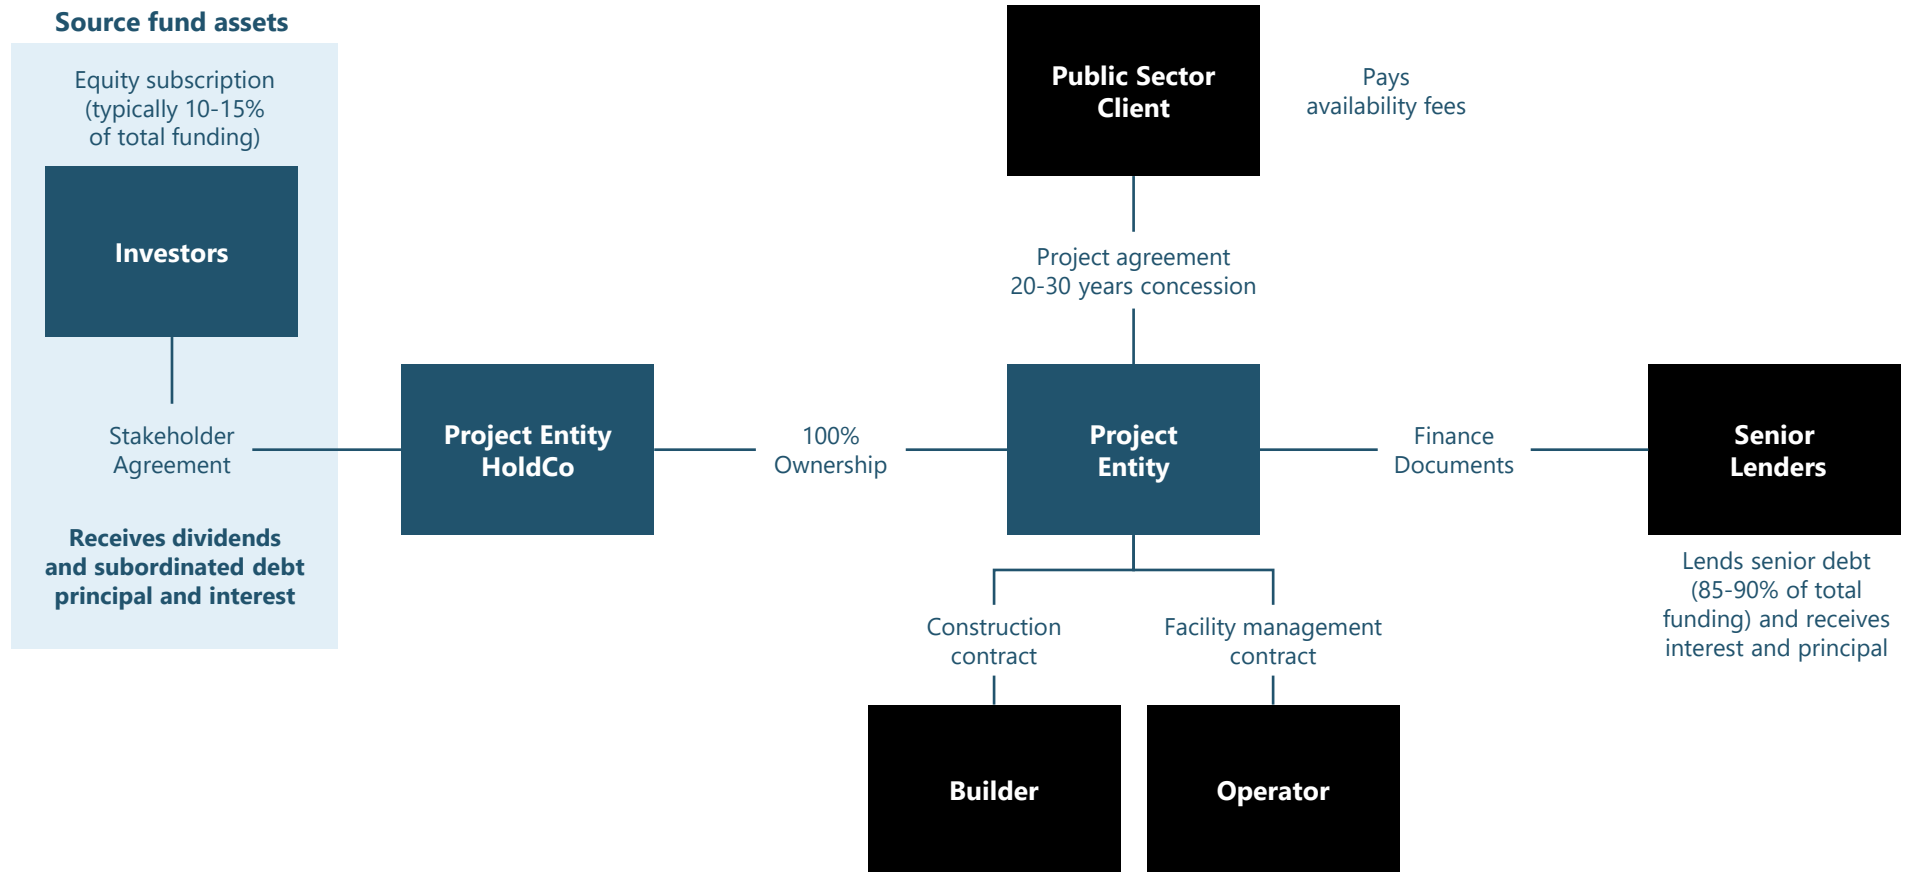 Source fund assets
Equity subscription
(typically 10-15%
of total funding)
Investors
Stakeholder
Agreement
Receives dividends
and subordinated debt
principal and interest
Project Entity
HoldCo
100%
Ownership
Public Sector
Client
Pays
availability fees
Project agreement
20-30 years concession
Project
Entity
Finance
Documents
Senior
Lenders
Lends senior debt
(85-90% of total
funding) and receives
interest and principal
Construction
contract
Facility management
contract
Builder
Operator